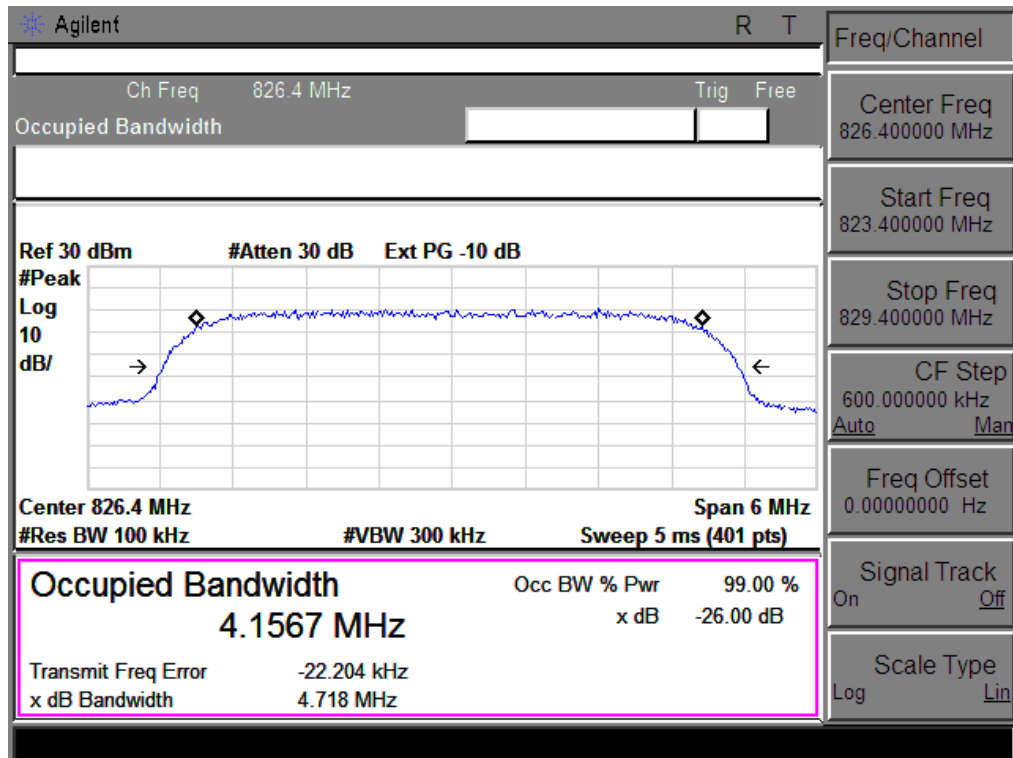 Agilent R T
Ch Freq 826.4 MHz Trig Free
Occupied Bandwidth
Ref 30 dBm #Atten 30 dB Ext PG -10 dB
#Peak
Log
10
dB/
Center 826.4 MHz Span 6 MHz
#Res BW 100 kHz #VBW 300 kHz Sweep 5 ms (401 pts)
Occupied Bandwidth Occ BW % Pwr 99.00 %
4.1567 MHz x dB -26.00 dB
Transmit Freq Error -22.204 kHz
x dB Bandwidth 4.718 MHz
Freq/Channel
Center Freq
826.400000 MHz
Start Freq
823.400000 MHz
Stop Freq
829.400000 MHz
CF Step
600.000000 kHz
Auto Man
Freq Offset
0.00000000 Hz
Signal Track
On Off
Scale Type
Log Lin